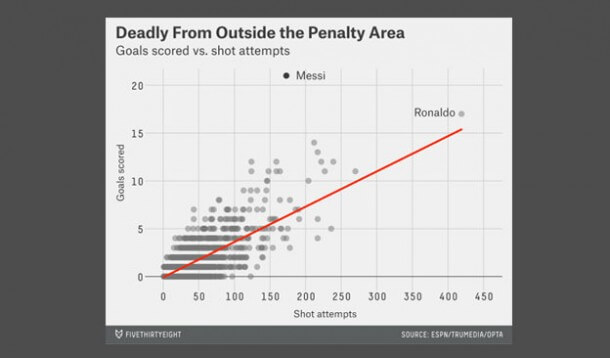 Deadly From Outside the Penalty Area
Goals scored vs. shot attempts
Messi
20
Ronaldo
15
10
5
0
Goals scored
0 50 100 150 200 250 300 350 400 450
Shot attempts
FIVETHIRTYEIGHT
SOURCE: ESPN/TRUMEDIA/OPTA